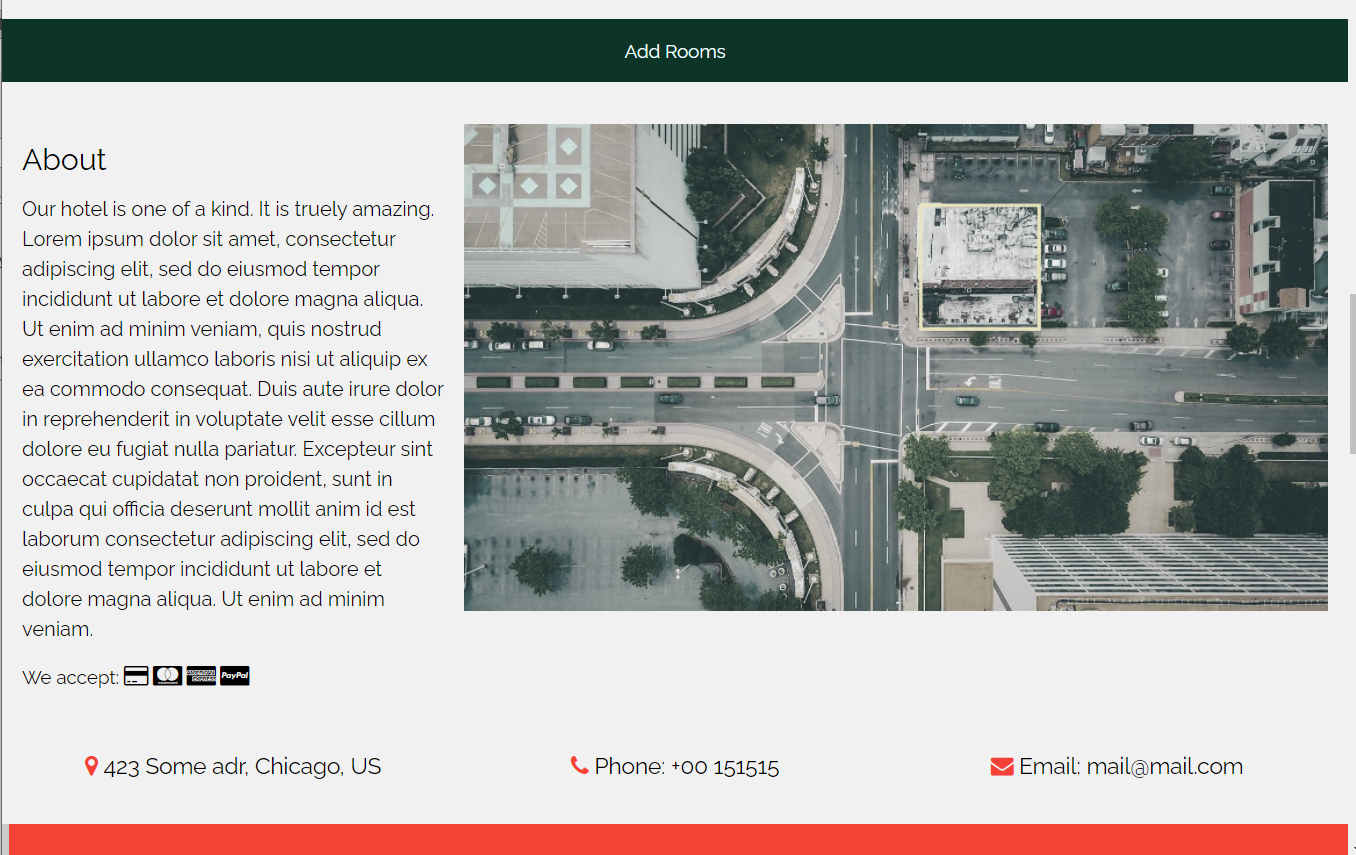 Add Rooms
About
Our hotel is one of a kind. It is truely amazing.
Lorem ipsum dolor sit amet, consectetur
adipiscing elit, sed do eiusmod tempor
incididunt ut labore et dolore magna aliqua.
Ut enim ad minim veniam, quis nostrud
exercitation ullamco laboris nisi ut aliquip ex
ea commodo consequat. Duis aute irure dolor
in reprehenderit in voluptate velit esse cillum
dolore eu fugiat nulla pariatur. Excepteur sint
occaecat cupidatat non proident, sunt in
culpa qui officia deserunt mollit anim id est
laborum consectetur adipiscing elit, sed do
eiusmod tempor incididunt ut labore et
dolore magna aliqua. Ut enim ad minim
veniam.
We accept: AMERICAN EXPRESS PayPal
423 Some adr, Chicago, US
Phone: +00 151515
Email: mail@mail.com